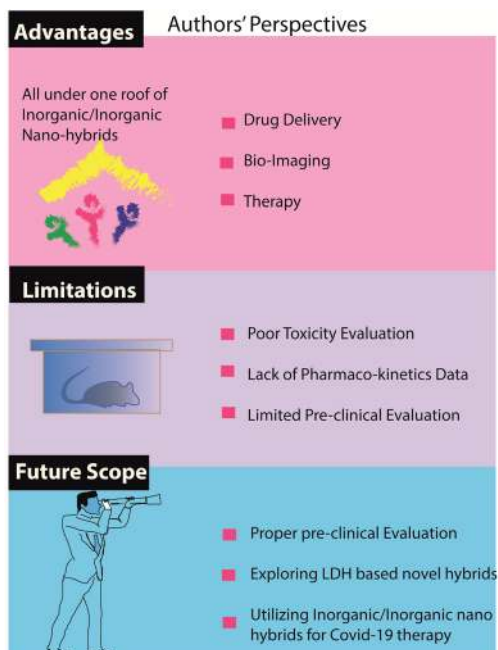 Authors' Perspectives
Advantages
All under one roof of
Inorganic/Inorganic
Nano-hybrids
Drug Delivery
Bio-Imaging
Therapy
Limitations
Poor Toxicity Evaluation
Lack of Pharmaco-kinetics Data
Limited Pre-clinical Evaluation
Future Scope
Proper pre-clinical Evaluation
Exploring LDH based novel hybrids
Utilizing Inorganic/Inorganic nano
hybrids for Covid-19 therapy